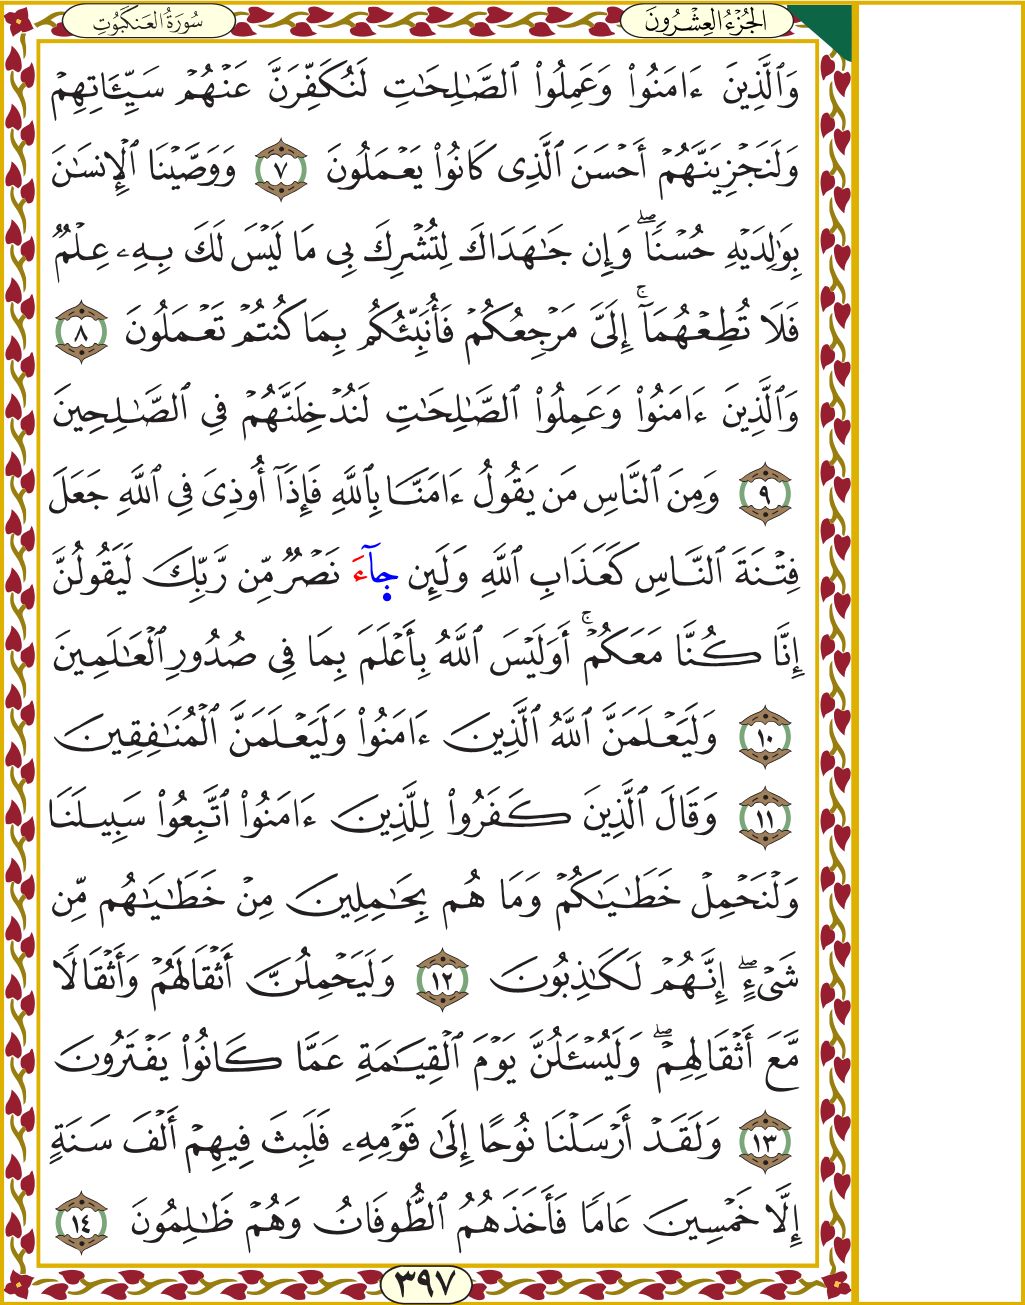 الجُزْءُ العِشْرُونَ
سُورَةُ العَنكَبُوتِ
وَٱلَّذِينَ ءَامَنُوا۟ وَعَمِلُوا۟ ٱلصَّٰلِحَٰتِ لَنُكَفِّرَنَّ عَنْهُمْ سَيِّـَٔاتِهِمْ
وَلَنَجْزِيَنَّهُمْ أَحْسَنَ ٱلَّذِى كَانُوا۟ يَعْمَلُونَ ٧ وَوَصَّيْنَا ٱلْإِنسَٰنَ
بِوَٰلِدَيْهِ حُسْنًا ۖ وَإِن جَٰهَدَاكَ لِتُشْرِكَ بِى مَا لَيْسَ لَكَ بِهِۦ عِلْمٌ
فَلَا تُطِعْهُمَآ ۚ إِلَىَّ مَرْجِعُكُمْ فَأُنَبِّئُكُم بِمَا كُنتُمْ تَعْمَلُونَ ٨
وَٱلَّذِينَ ءَامَنُوا۟ وَعَمِلُوا۟ ٱلصَّٰلِحَٰتِ لَنُدْخِلَنَّهُمْ فِى ٱلصَّٰلِحِينَ
٩ وَمِنَ ٱلنَّاسِ مَن يَقُولُ ءَامَنَّا بِٱللَّهِ فَإِذَآ أُوذِىَ فِى ٱللَّهِ جَعَلَ
فِتْنَةَ ٱلنَّاسِ كَعَذَابِ ٱللَّهِ وَلَئِن جِآءَ نَصْرٌ مِّن رَّبِّكَ لَيَقُولُنَّ
إِنَّا كُنَّا مَعَكُمْ ۚ أَوَلَيْسَ ٱللَّهُ بِأَعْلَمَ بِمَا فِى صُدُورِ ٱلْعَٰلَمِينَ
١٠ وَلَيَعْلَمَنَّ ٱللَّهُ ٱلَّذِينَ ءَامَنُوا۟ وَلَيَعْلَمَنَّ ٱلْمُنَٰفِقِينَ
١١ وَقَالَ ٱلَّذِينَ كَفَرُوا۟ لِلَّذِينَ ءَامَنُوا۟ ٱتَّبِعُوا۟ سَبِيلَنَا
وَلْنَحْمِلْ خَطَٰيَٰكُمْ وَمَا هُم بِحَٰمِلِينَ مِنْ خَطَٰيَٰهُم مِّن
شَىْءٍ ۖ إِنَّهُمْ لَكَٰذِبُونَ ١٢ وَلَيَحْمِلُنَّ أَثْقَالَهُمْ وَأَثْقَالًا
مَّعَ أَثْقَالِهِمْ ۖ وَلَيُسْـَٔلُنَّ يَوْمَ ٱلْقِيَٰمَةِ عَمَّا كَانُوا۟ يَفْتَرُونَ
١٣ وَلَقَدْ أَرْسَلْنَا نُوحًا إِلَىٰ قَوْمِهِۦ فَلَبِثَ فِيهِمْ أَلْفَ سَنَةٍ
إِلَّا خَمْسِينَ عَامًا فَأَخَذَهُمُ ٱلطُّوفَانُ وَهُمْ ظَٰلِمُونَ ١٤
٣٩٧